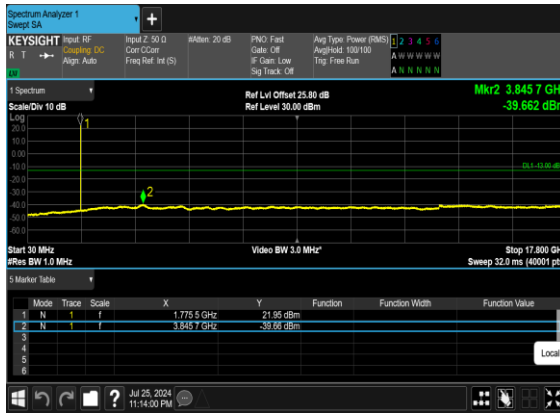 Spectrum Analyzer 1
Swept SA
+
KEYSIGHT Input: RF Input Z: 50 Ω #Atten: 20 dB PNO: Fast Avg Type: Power (RMS) 1 2 3 4 5 6
R T Coupling: DC Corr CCorr Gate: Off Avg|Hold: 100/100 A W W W W W
Align: Auto Freq Ref: Int (S) IF Gain: Low Trig: Free Run
Sig Track: Off A N N N N N
1 Spectrum Ref Lvl Offset 25.80 dB Mkr2 3.845 7 GH
Scale/Div 10 dB Ref Level 30.00 dBm -39.662 dB
Log
20.0
10.0
0.00
-10.0
-20.0
-30.0
-40.0
-50.0
-60.0
1
2
DL1 -13.00 dB
Start 30 MHz Video BW 3.0 MHz* Stop 17.800 GH
#Res BW 1.0 MHz Sweep 32.0 ms (40001 pt
5 Marker Table
Mode Trace Scale X Y Function Function Width Function Value
1 N 1 f 1.775 5 GHz 21.95 dBm
2 N 1 f 3.845 7 GHz -39.66 dBm
3
4
5
6
Local
? Jul 25, 2024
11:14:00 PM